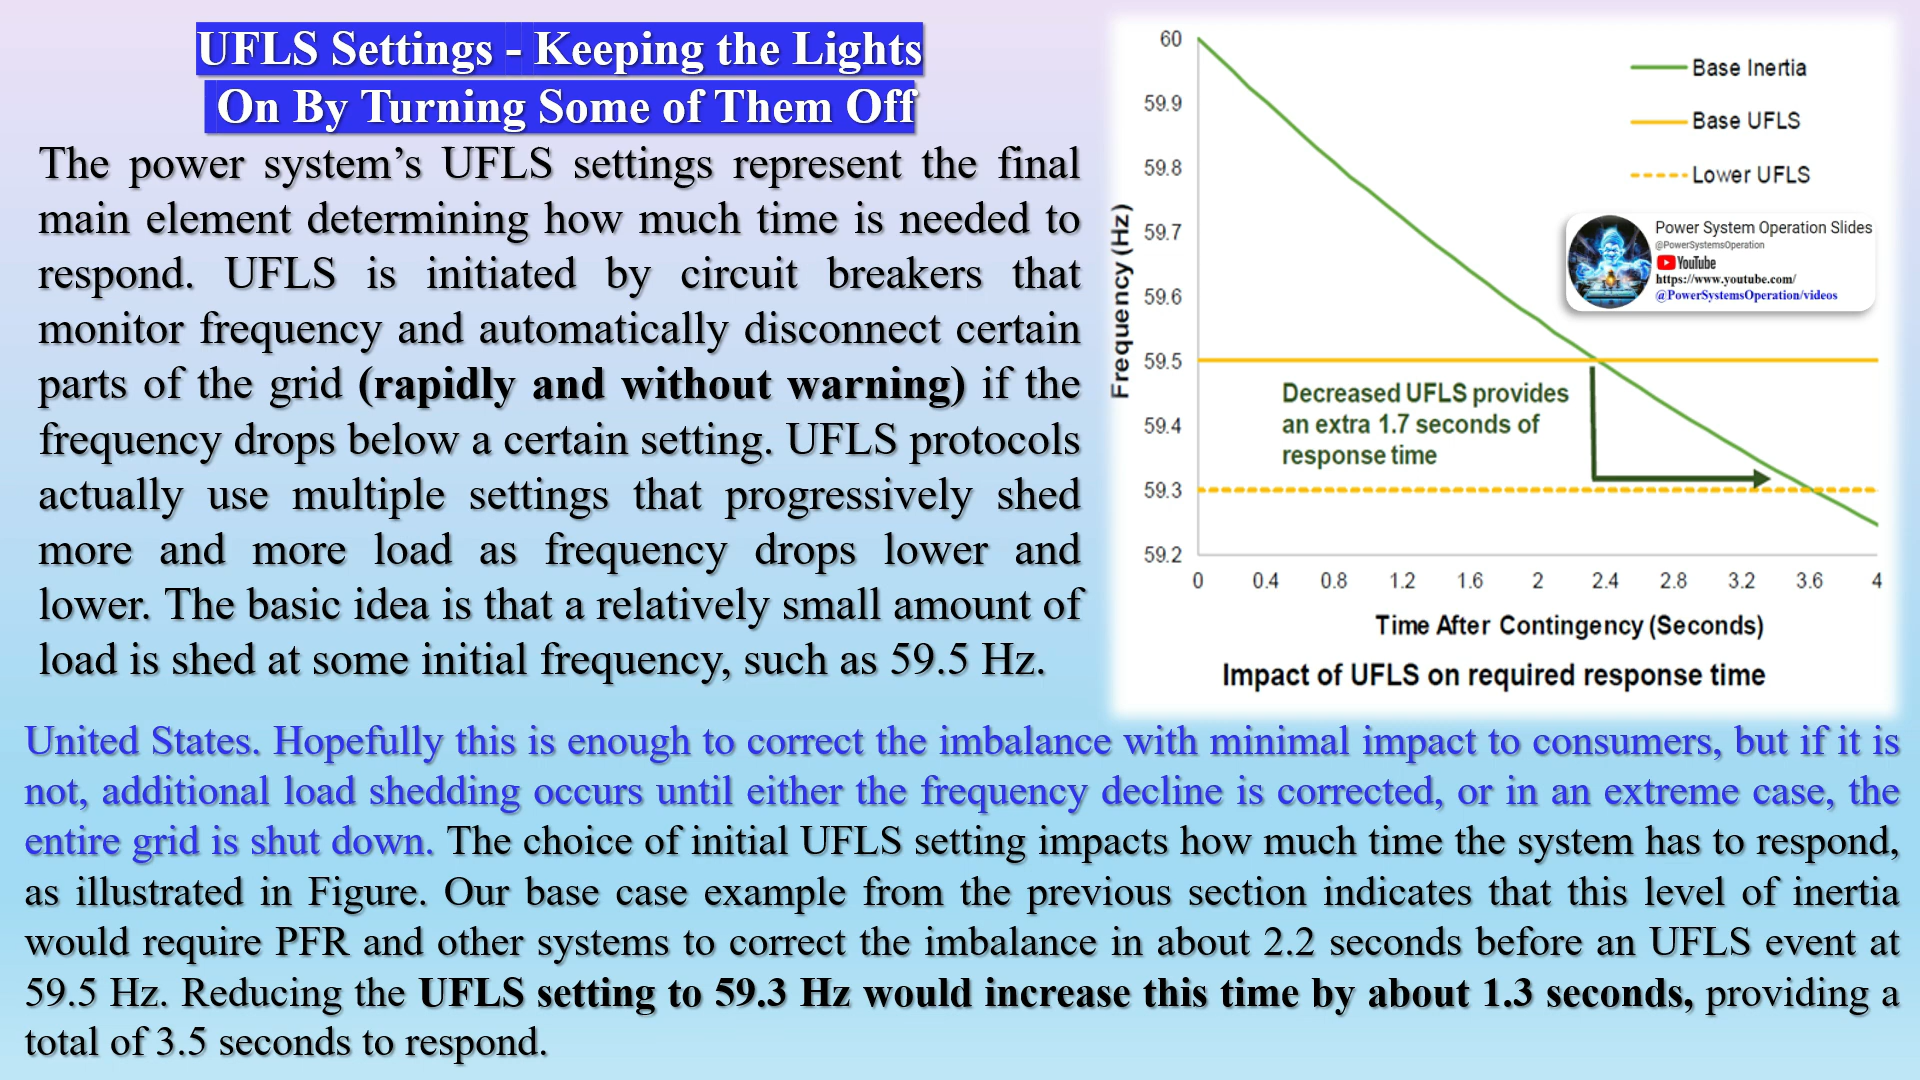 UFLS Settings - Keeping the Lights
On By Turning Some of Them Off
The power system’s UFLS settings represent the final
main element determining how much time is needed to
respond. UFLS is initiated by circuit breakers that
monitor frequency and automatically disconnect certain
parts of the grid (rapidly and without warning) if the
frequency drops below a certain setting. UFLS protocols
actually use multiple settings that progressively shed
more and more load as frequency drops lower and
lower. The basic idea is that a relatively small amount of
load is shed at some initial frequency, such as 59.5 Hz.
60
59.9
59.8
59.7
59.6
59.5
59.4
59.3
59.2
Frequency (Hz)
Base Inertia
Base UFLS
Lower UFLS
Power System Operation Slides
@PowerSystemsOperation
YouTube
https://www.youtube.com/
@PowerSystemsOperation/videos
Decreased UFLS provides
an extra 1.7 seconds of
response time
0 0.4 0.8 1.2 1.6 2 2.4 2.8 3.2 3.6 4
Time After Contingency (Seconds)
Impact of UFLS on required response time
United States. Hopefully this is enough to correct the imbalance with minimal impact to consumers, but if it is
not, additional load shedding occurs until either the frequency decline is corrected, or in an extreme case, the
entire grid is shut down. The choice of initial UFLS setting impacts how much time the system has to respond,
as illustrated in Figure. Our base case example from the previous section indicates that this level of inertia
would require PFR and other systems to correct the imbalance in about 2.2 seconds before an UFLS event at
59.5 Hz. Reducing the UFLS setting to 59.3 Hz would increase this time by about 1.3 seconds, providing a
total of 3.5 seconds to respond.